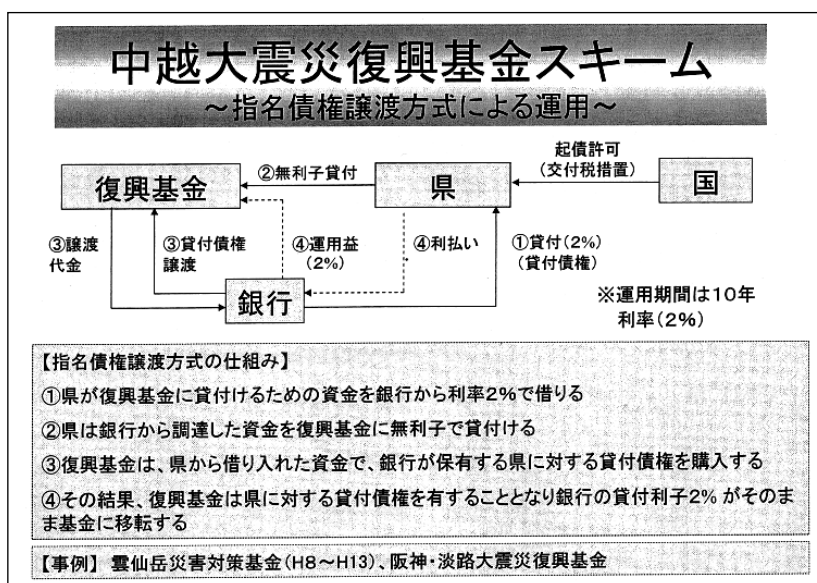 中越大震災復興基金スキーム
～指名債権譲渡方式による運用～
復興基金
②無利子貸付
県
起債許可
(交付税措置)
国
③譲渡
代金
③貸付債権
譲渡
④運用益
(2%)
④利払い
①貸付(2%)
(貸付債権)
銀行
※運用期間は10年
利率(2%)
【指名債権譲渡方式の仕組み】
①県が復興基金に貸付けるための資金を銀行から利率2%で借りる
②県は銀行から調達した資金を復興基金に無利子で貸付ける
③復興基金は、県から借り入れた資金で、銀行が保有する県に対する貸付債権を購入する
④その結果、復興基金は県に対する貸付債権を有することとなり銀行の貸付利子2%がそのま
ま基金に移転する
【事例】 雲仙岳災害対策基金(H8～H13)、阪神・淡路大震災復興基金